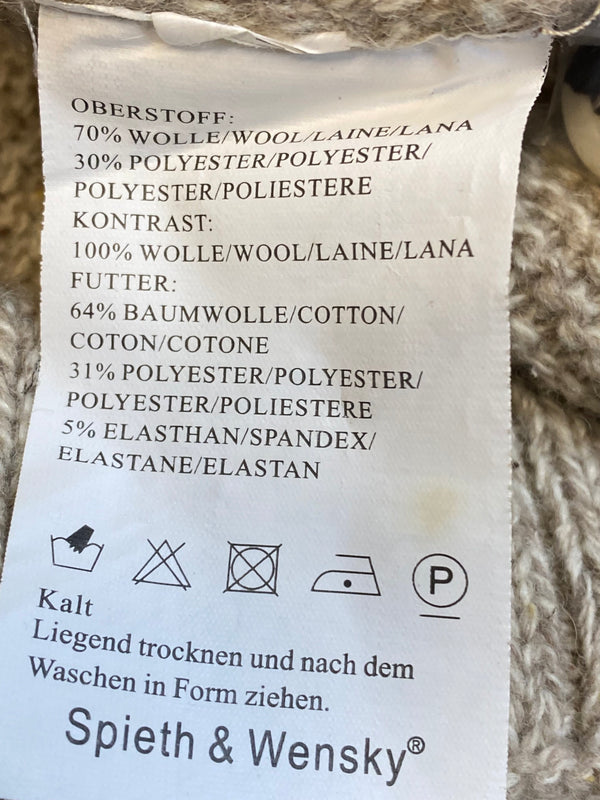 OBERSTOFF:
70% WOLLE/WOOL/LAINE/LANA
30% POLYESTER/POLYESTER/
POLYESTER/POLIESTERE
KONTRAST:
100% WOLLE/WOOL/LAINE/LANA
FUTTER:
64% BAUMWOLLE/COTTON/
COTON/COTONE
31% POLYESTER/POLYESTER/
POLYESTER/POLIESTERE
5% ELASTHAN/SPANDEX/
ELASTANE/ELASTAN
P
Kalt
Liegend trocknen und nach dem
Waschen in Form ziehen.
Spieth & Wensky®